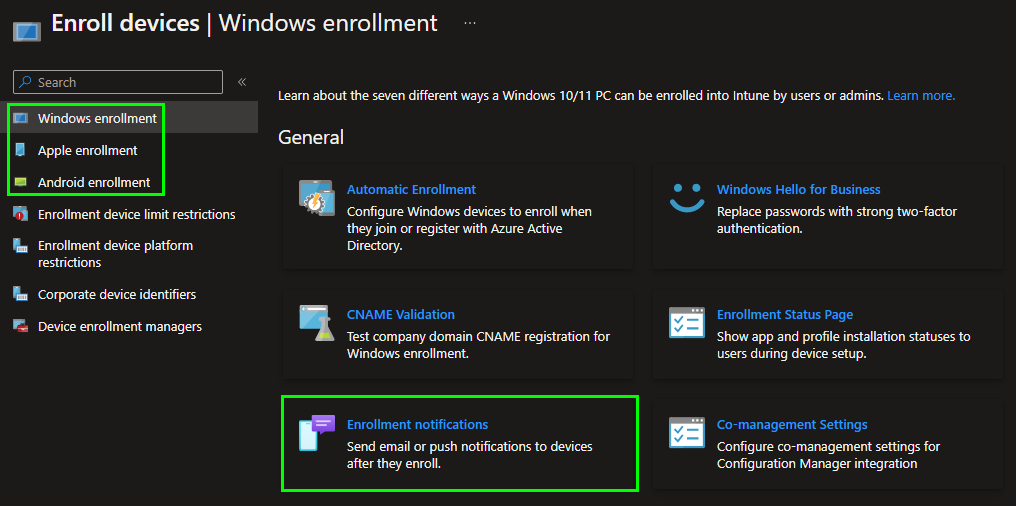 Enroll devices | Windows enrollment ...
Search «
Windows enrollment
Apple enrollment
Android enrollment
Enrollment device limit restrictions
Enrollment device platform
restrictions
Corporate device identifiers
Device enrollment managers
Learn about the seven different ways a Windows 10/11 PC can be enrolled into Intune by users or admins. Learn more.
General
Automatic Enrollment
Configure Windows devices to enroll when
they join or register with Azure Active
Directory.
Windows Hello for Business
Replace passwords with strong two-factor
authentication.
CNAME Validation
Test company domain CNAME registration for
Windows enrollment.
Enrollment Status Page
Show app and profile installation statuses to
users during device setup.
Enrollment notifications
Send email or push notifications to devices
after they enroll.
Co-management Settings
Configure co-management settings for
Configuration Manager integration